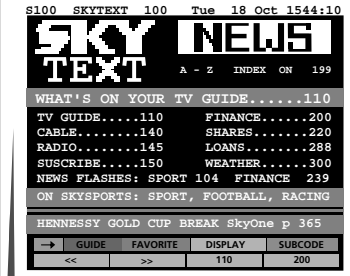 S100 SKYTEXT 100 Tue 18 Oct 1544:10
SKY NEWS
TEXT A - Z INDEX ON 199
WHAT'S ON YOUR TV GUIDE......110
TV GUIDE.....110 FINANCE......200
CABLE........140 SHARES.......220
RADIO........145 LOANS........288
SUSCRIBE.....150 WEATHER......300
NEWS FLASHES: SPORT 104 FINANCE 239
ON SKYSPORTS: SPORT, FOOTBALL, RACING
HENNESSY GOLD CUP BREAK SkyOne p 365
→ GUIDE FAVORITE DISPLAY SUBCODE
<< >> 110 200